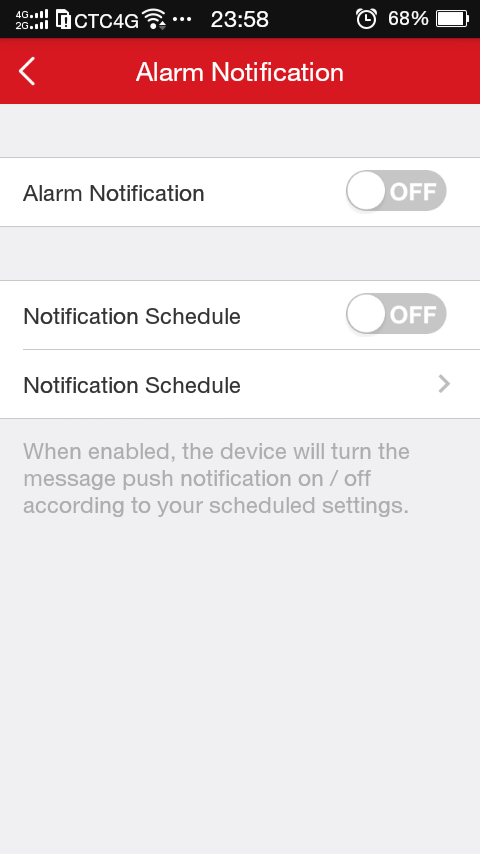 4G 2G CTC4G ••• 23:58 68%
Alarm Notification
Alarm Notification OFF
Notification Schedule OFF
Notification Schedule
When enabled, the device will turn the
message push notification on / off
according to your scheduled settings.